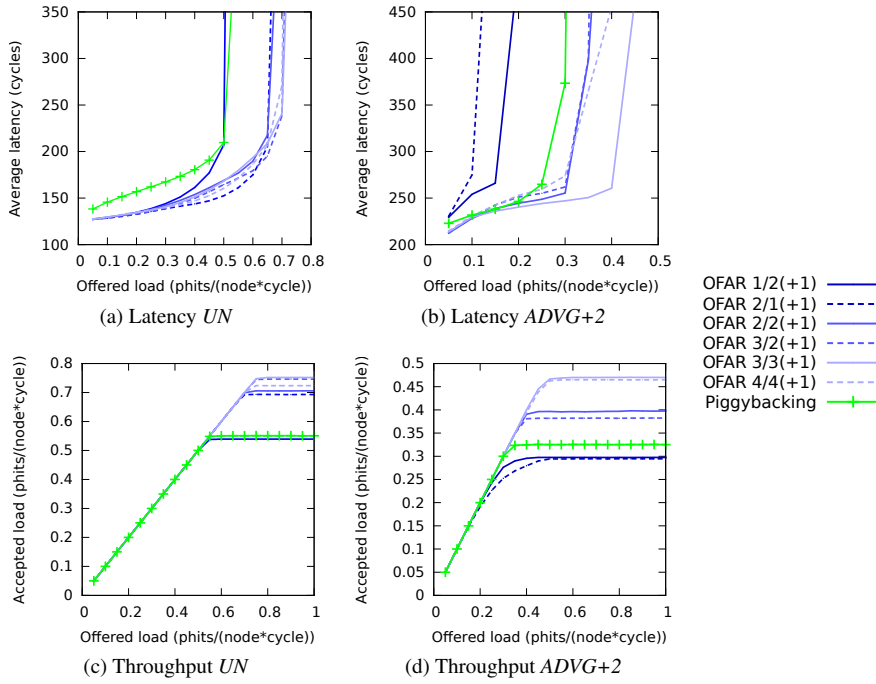 350
300
250
200
150
100
Average latency (cycles)
0 0.1 0.2 0.3 0.4 0.5 0.6 0.7 0.8
Offered load (phits/(node*cycle))
(a) Latency UN
450
400
350
300
250
200
Average latency (cycles)
0 0.1 0.2 0.3 0.4 0.5
Offered load (phits/(node*cycle))
(b) Latency ADVG+2
OFAR 1/2(+1)
OFAR 2/1(+1)
OFAR 2/2(+1)
OFAR 3/2(+1)
OFAR 3/3(+1)
OFAR 4/4(+1)
Piggybacking
0.8
0.7
0.6
0.5
0.4
0.3
0.2
0.1
0
Accepted load (phits/(node*cycle))
0 0.2 0.4 0.6 0.8 1
Offered load (phits/(node*cycle))
(c) Throughput UN
0.5
0.45
0.4
0.35
0.3
0.25
0.2
0.15
0.1
0.05
0
Accepted load (phits/(node*cycle))
0 0.2 0.4 0.6 0.8 1
Offered load (phits/(node*cycle))
(d) Throughput ADVG+2